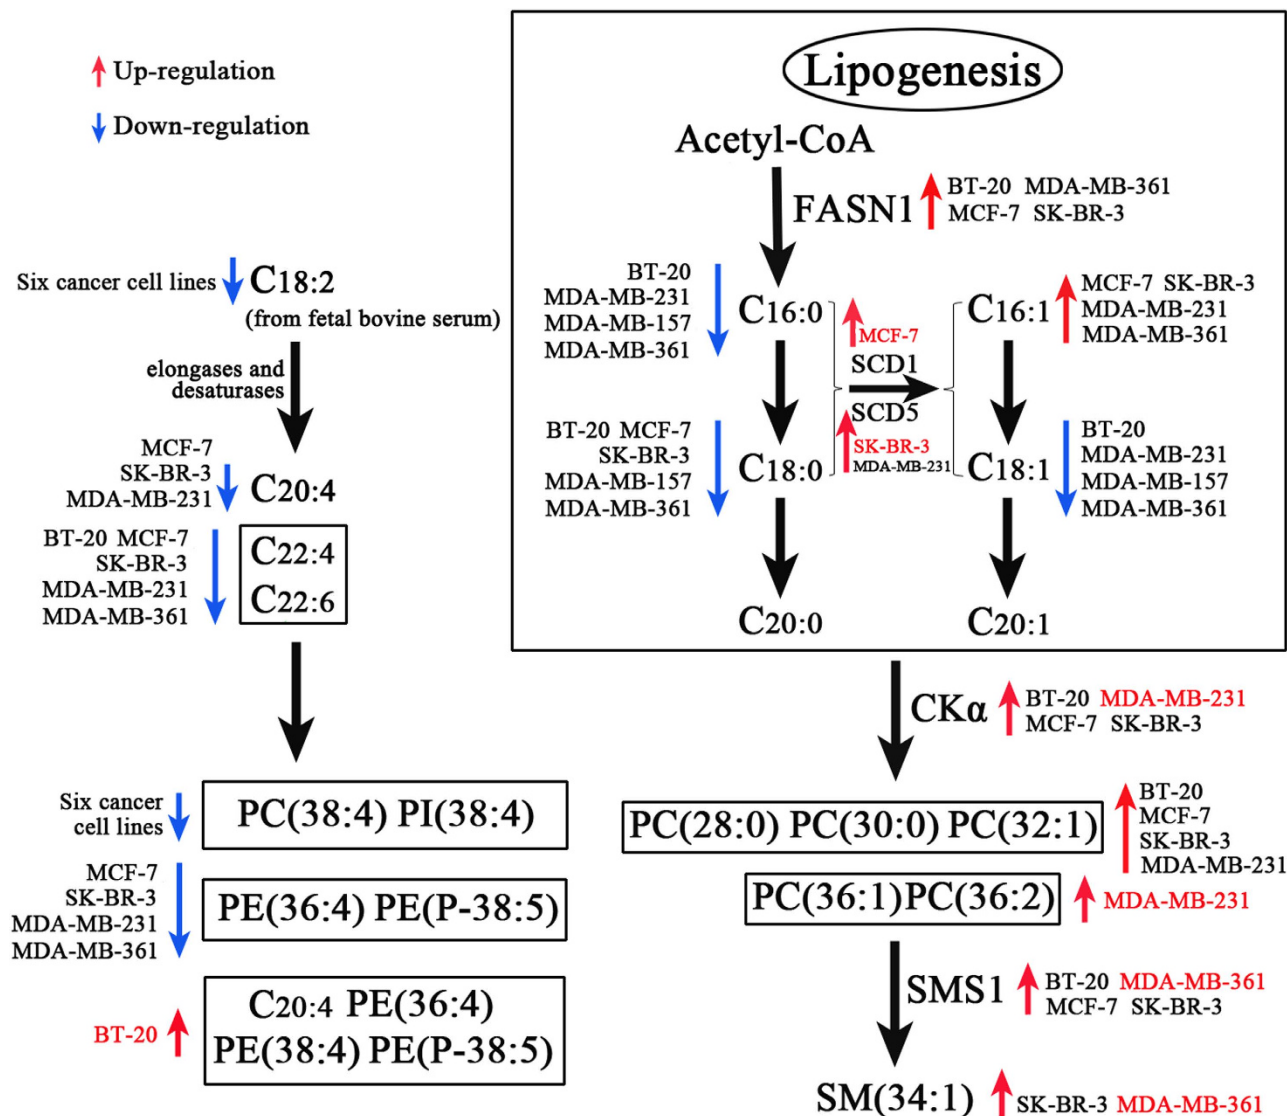 Up-regulation
Down-regulation
Six cancer cell lines
C18:2
(from fetal bovine serum)
elongases and
desaturases
MCF-7
SK-BR-3
MDA-MB-231
C20:4
BT-20 MCF-7
SK-BR-3
MDA-MB-231
MDA-MB-361
C22:4
C22:6
Six cancer
cell lines
PC(38:4) PI(38:4)
MCF-7
SK-BR-3
MDA-MB-231
MDA-MB-361
PE(36:4) PE(P-38:5)
BT-20
C20:4 PE(36:4)
PE(38:4) PE(P-38:5)
Lipogenesis
Acetyl-CoA
FASN1
BT-20 MDA-MB-361
MCF-7 SK-BR-3
BT-20
MDA-MB-231
MDA-MB-157
MDA-MB-361
C16:0
MCF-7
SCD1
SCD5
SK-BR-3
MDA-MB-231
C16:1
MCF-7 SK-BR-3
MDA-MB-231
MDA-MB-361
BT-20 MCF-7
SK-BR-3
MDA-MB-157
MDA-MB-361
C18:0
C18:1
BT-20
MDA-MB-231
MDA-MB-157
MDA-MB-361
C20:0
C20:1
CKα
BT-20 MDA-MB-231
MCF-7 SK-BR-3
PC(28:0) PC(30:0) PC(32:1)
BT-20
MCF-7
SK-BR-3
MDA-MB-231
PC(36:1) PC(36:2)
MDA-MB-231
SMS1
BT-20 MDA-MB-361
MCF-7 SK-BR-3
SM(34:1)
SK-BR-3 MDA-MB-361